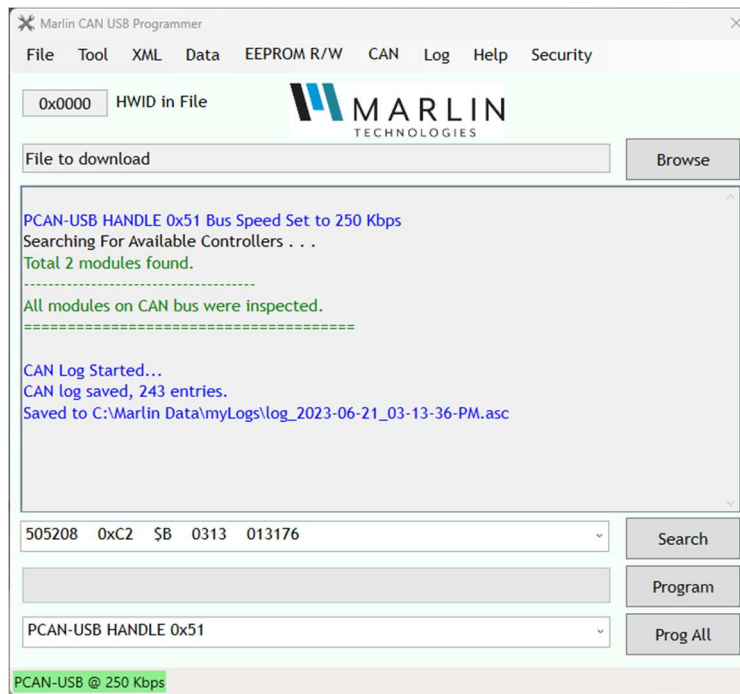 Marlin CAN USB Programmer
File Tool XML Data EEPROM R/W CAN Log Help Security
0x0000 HWID in File
MARLIN
TECHNOLOGIES
File to download Browse
PCAN-USB HANDLE 0x51 Bus Speed Set to 250 Kbps
Searching For Available Controllers . . .
Total 2 modules found.
-------------------------------------
All modules on CAN bus were inspected.
======================================
CAN Log Started...
CAN log saved, 243 entries.
Saved to C:\Marlin Data\myLogs\log_2023-06-21_03-13-36-PM.asc
505208 0xC2 $B 0313 013176 Search
Program
PCAN-USB HANDLE 0x51 Prog All
PCAN-USB @ 250 Kbps